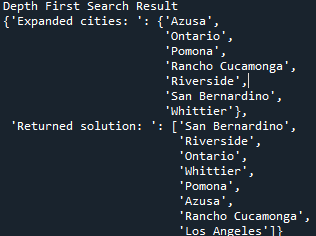 Depth First Search Result
{'Expanded cities: ': {'Azusa',
'Ontario',
'Pomona',
'Rancho Cucamonga',
'Riverside',
'San Bernardino',
'Whittier'},
'Returned solution: ': ['San Bernardino',
'Riverside',
'Ontario',
'Whittier',
'Pomona',
'Azusa',
'Rancho Cucamonga',
'Los Angeles']}